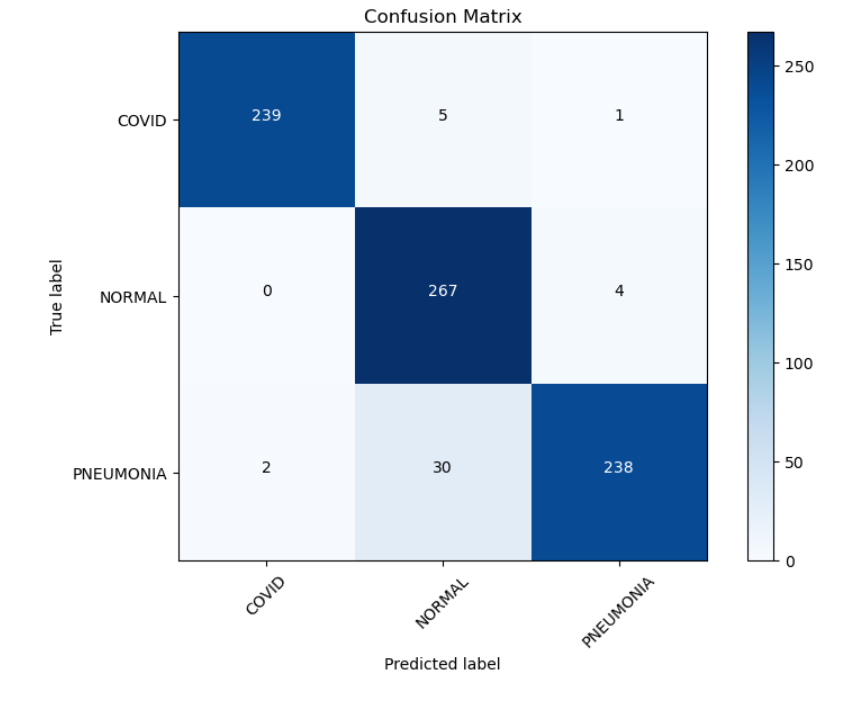 Confusion Matrix
COVID 239 5 1
NORMAL 0 267 4
PNEUMONIA 2 30 238
True label
COVID NORMAL PNEUMONIA
Predicted label
250
200
150
100
50
0